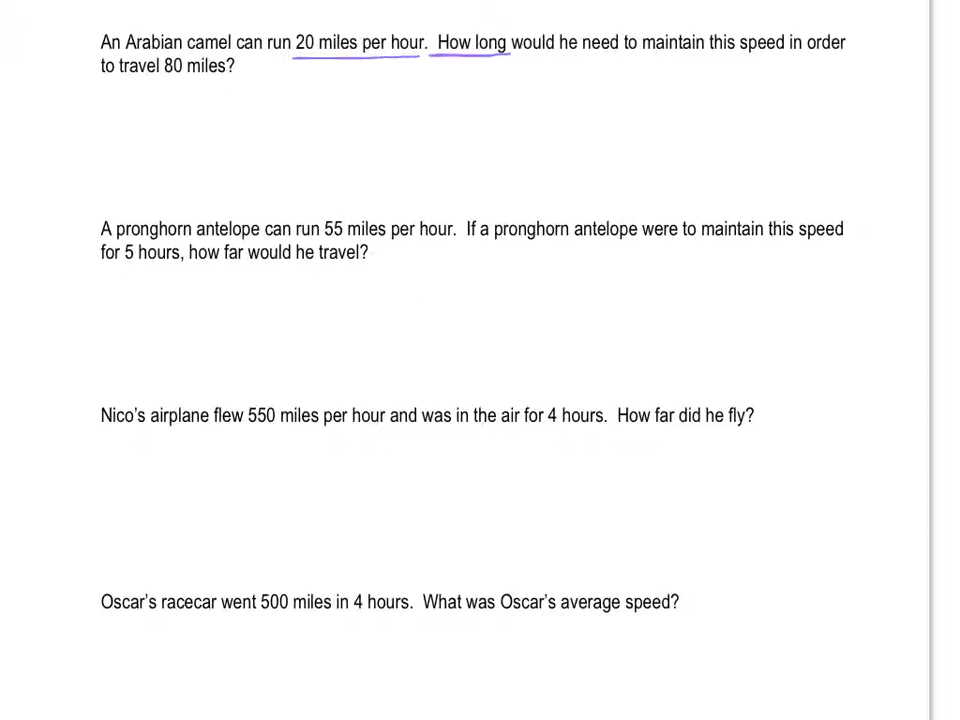 An Arabian camel can run 20 miles per hour.  How long would he need to maintain this speed in order
to travel 80 miles?
A pronghorn antelope can run 55 miles per hour.  If a pronghorn antelope were to maintain this speed
for 5 hours, how far would he travel?
Nico’s airplane flew 550 miles per hour and was in the air for 4 hours.  How far did he fly?
Oscar’s racecar went 500 miles in 4 hours.  What was Oscar’s average speed?